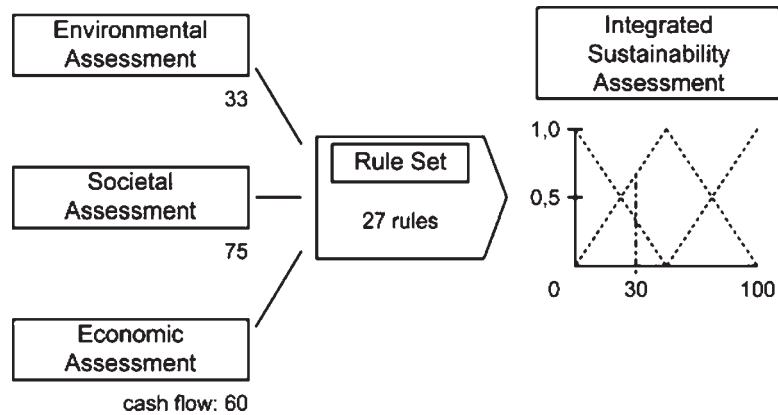 Environmental
Assessment
33
Societal
Assessment
75
Economic
Assessment
cash flow: 60
Rule Set
27 rules
Integrated
Sustainability
Assessment
1,0
0,5
0
30
100